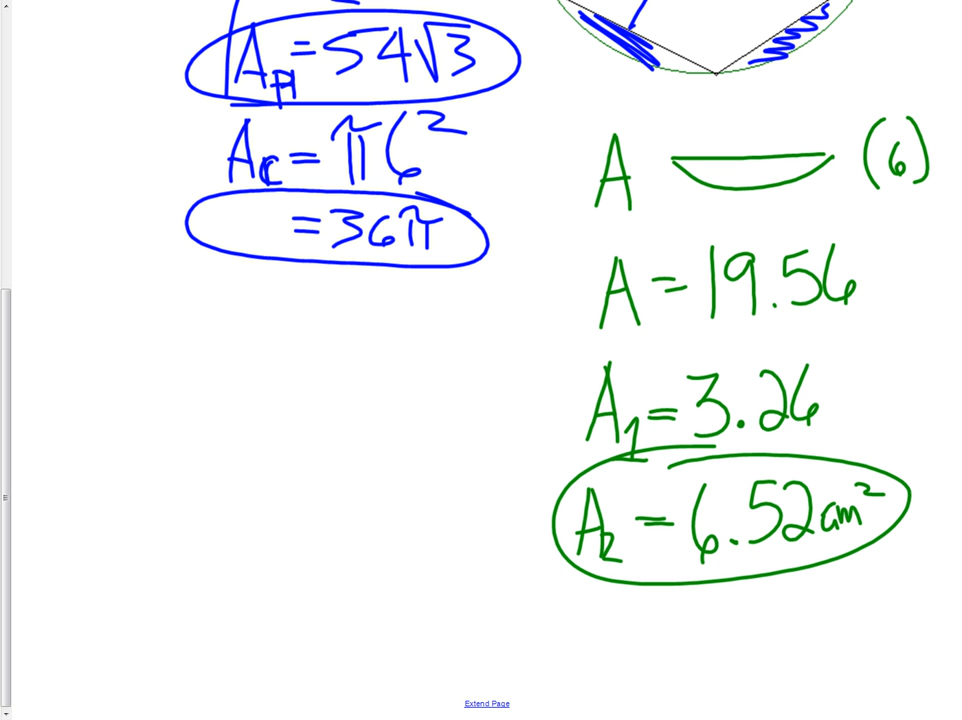 A_H = 54√3
A_c = π6²
= 36π
A (6)
A = 19.56
A_1 = 3.26
A_2 = 6.52 cm²
Extend Page